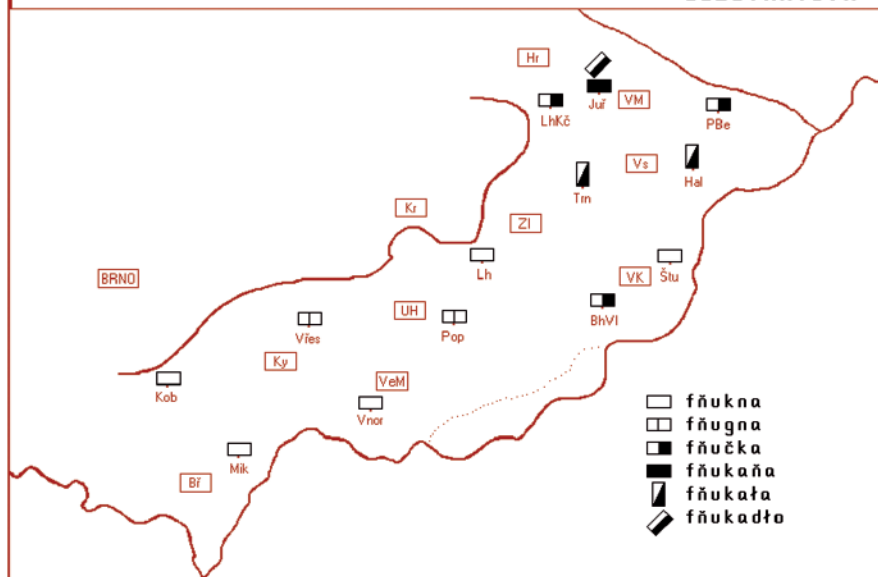 Hr
VM
Juř
LhKč
PBe
Vs
Hal
Trn
Kr
Zl
BRNO
Lh
Štu
VK
UH
BhVl
Vřes
Pop
Ky
Kob
VeM
Vnor
Mik
Bř
fňukna
fňugna
fňučka
fňukaňa
fňukała
fňukadło